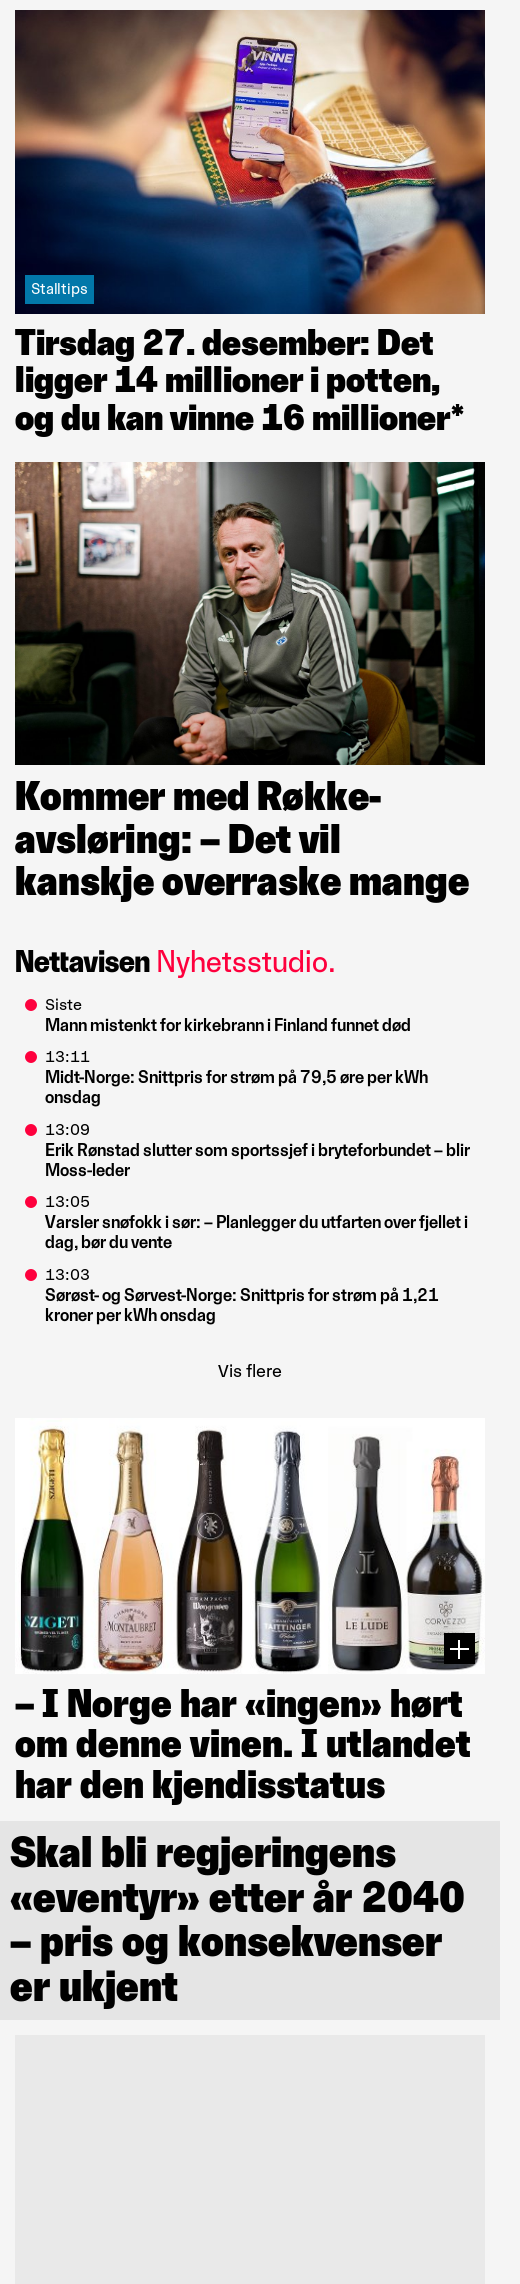 VINNE
Stalltips
Tirsdag 27. desember: Det
ligger 14 millioner i potten,
og du kan vinne 16 millioner*
Kommer med Røkke-
avsløring: – Det vil
kanskje overraske mange
Nettavisen Nyhetsstudio.
Siste
Mann mistenkt for kirkebrann i Finland funnet død
13:11
Midt-Norge: Snittpris for strøm på 79,5 øre per kWh
onsdag
13:09
Erik Rønstad slutter som sportssjef i bryteforbundet – blir
Moss-leder
13:05
Varsler snøfokk i sør: – Planlegger du utfarten over fjellet i
dag, bør du vente
13:03
Sørøst- og Sørvest-Norge: Snittpris for strøm på 1,21
kroner per kWh onsdag
Vis flere
SZIGETI
CHAMPAGNE
MONTAUBRET
CHAMPAGNE
CHAMPAGNE
TAITTINGER
LE LUDE
CORVEZZO
– I Norge har «ingen» hørt
om denne vinen. I utlandet
har den kjendisstatus
Skal bli regjeringens
«eventyr» etter år 2040
– pris og konsekvenser
er ukjent